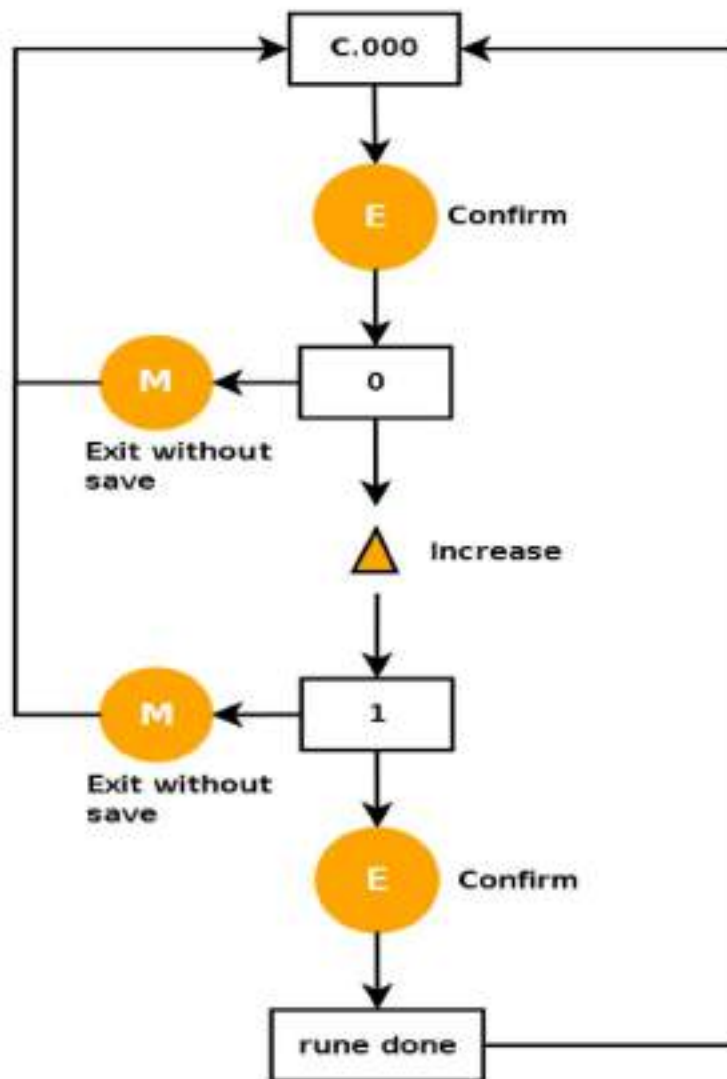 C.000
E
Confirm
M
0
Exit without
save
Increase
M
1
Exit without
save
E
Confirm
rune done